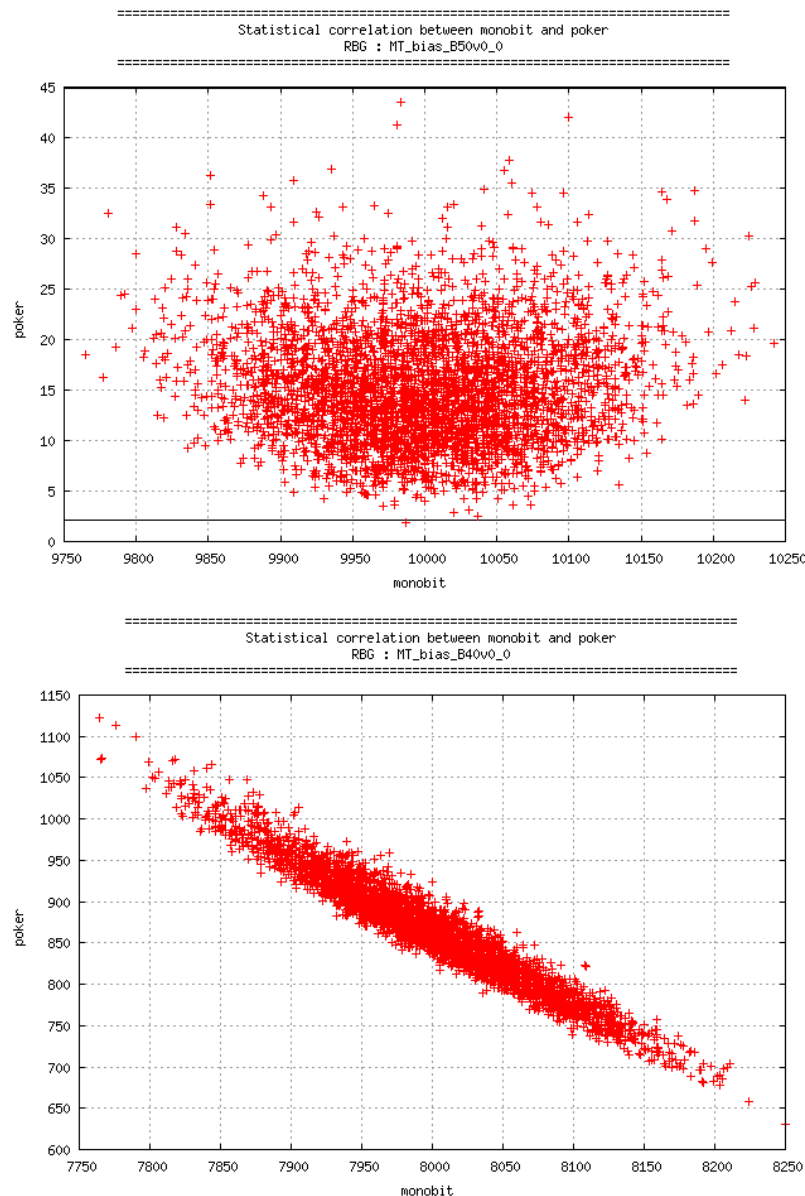 ==============================================================================
Statistical correlation between monobit and poker
RBG : MT_bias_B50v0_0
==============================================================================
45
40
35
30
25
20
15
10
5
0
poker
9750 9800 9850 9900 9950 10000 10050 10100 10150 10200 10250
monobit
==============================================================================
Statistical correlation between monobit and poker
RBG : MT_bias_B40v0_0
==============================================================================
1150
1100
1050
1000
950
900
850
800
750
700
650
600
poker
7750 7800 7850 7900 7950 8000 8050 8100 8150 8200 8250
monobit